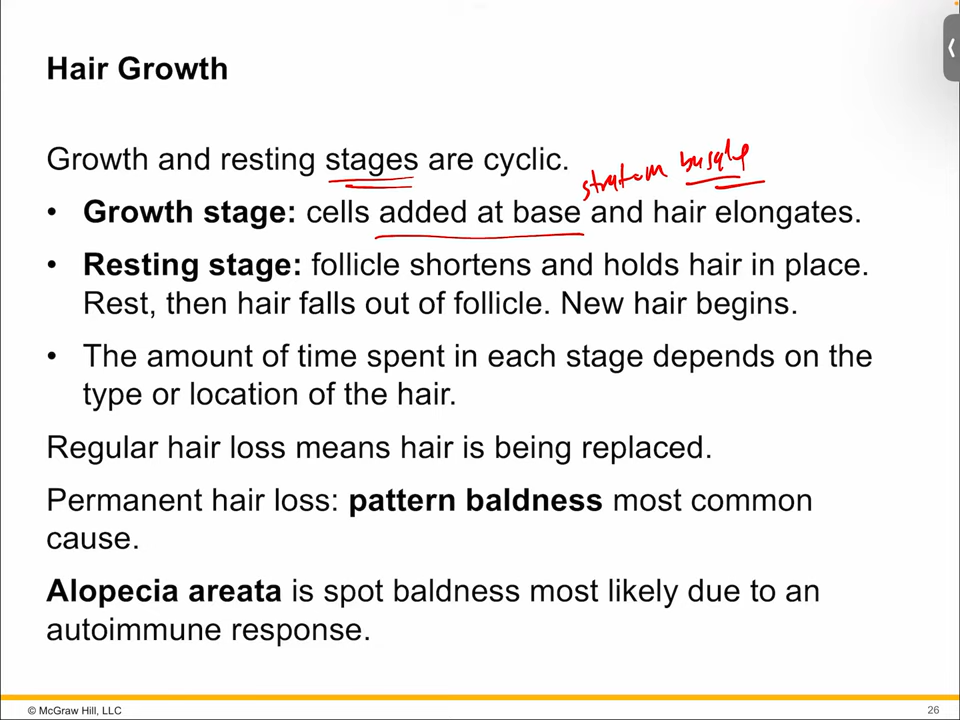 Hair Growth
Growth and resting stages are cyclic.
stratum basale
• Growth stage: cells added at base and hair elongates.
• Resting stage: follicle shortens and holds hair in place.
Rest, then hair falls out of follicle. New hair begins.
• The amount of time spent in each stage depends on the
type or location of the hair.
Regular hair loss means hair is being replaced.
Permanent hair loss: pattern baldness most common
cause.
Alopecia areata is spot baldness most likely due to an
autoimmune response.
© McGraw Hill, LLC
26